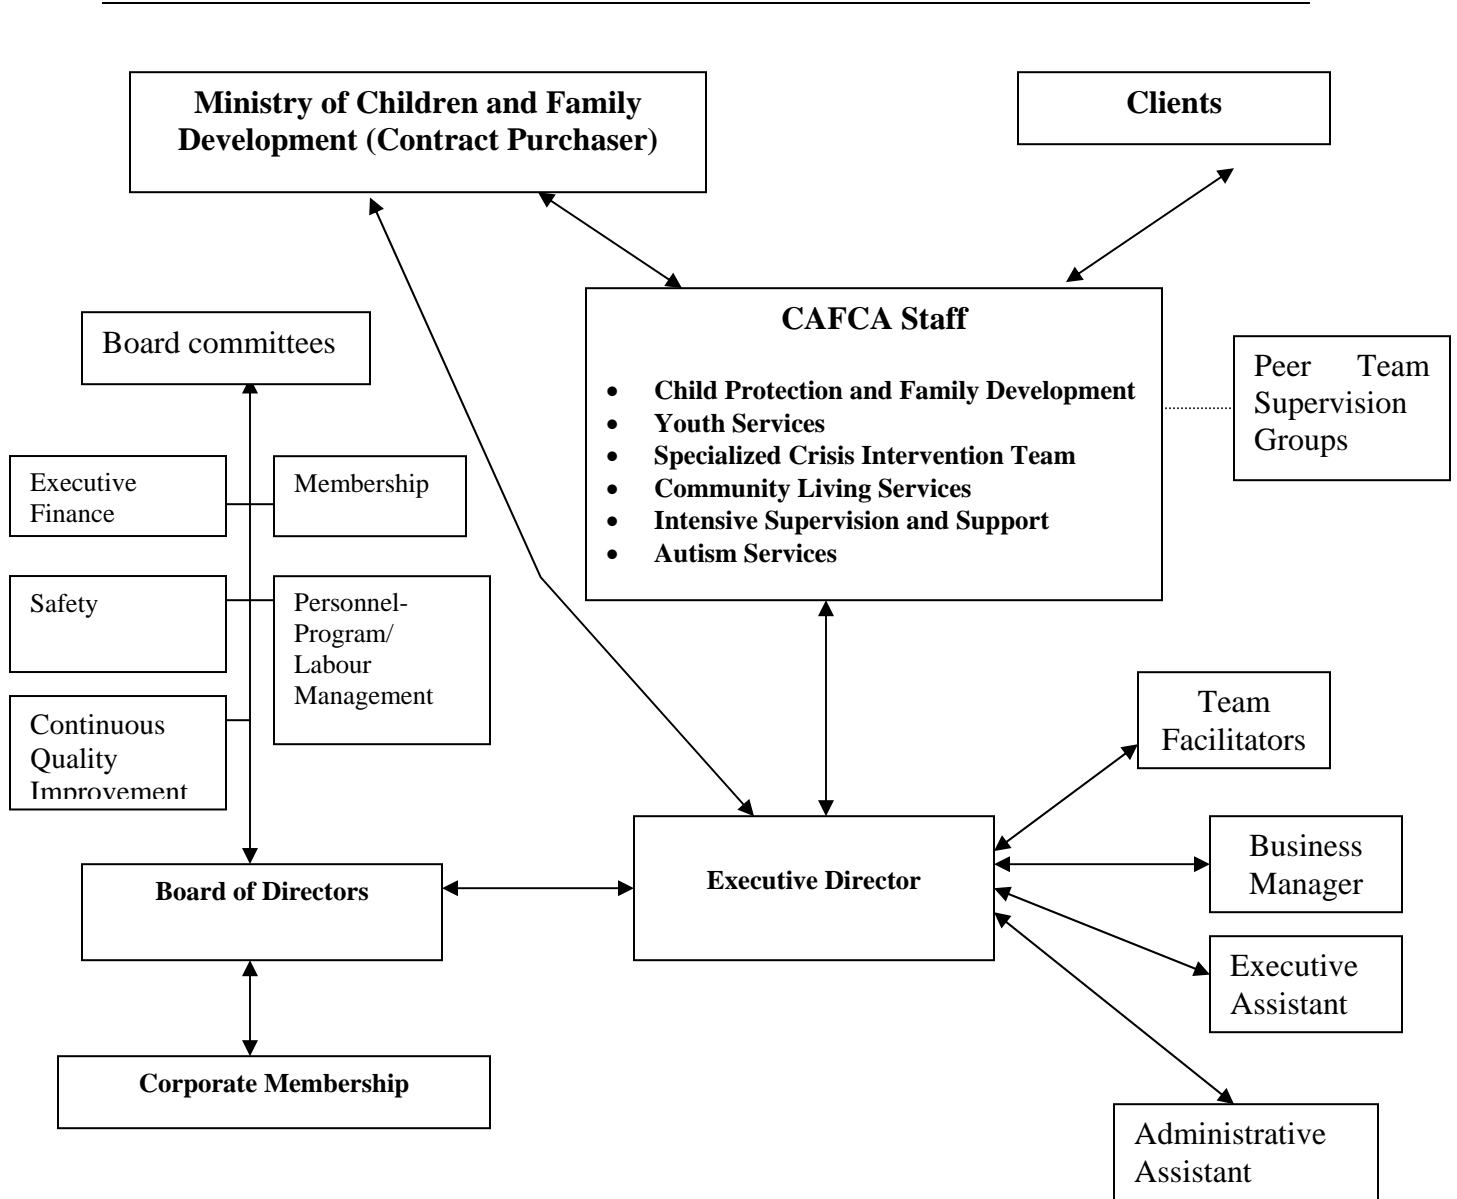 Ministry of Children and Family
Development (Contract Purchaser)
Clients
CAFCA Staff
• Child Protection and Family Development
• Youth Services
• Specialized Crisis Intervention Team
• Community Living Services
• Intensive Supervision and Support
• Autism Services
Peer Team
Supervision
Groups
Board committees
Executive
Finance
Membership
Safety
Personnel-
Program/
Labour
Management
Continuous
Quality
Improvement
Team
Facilitators
Business
Manager
Executive
Assistant
Administrative
Assistant
Executive Director
Board of Directors
Corporate Membership